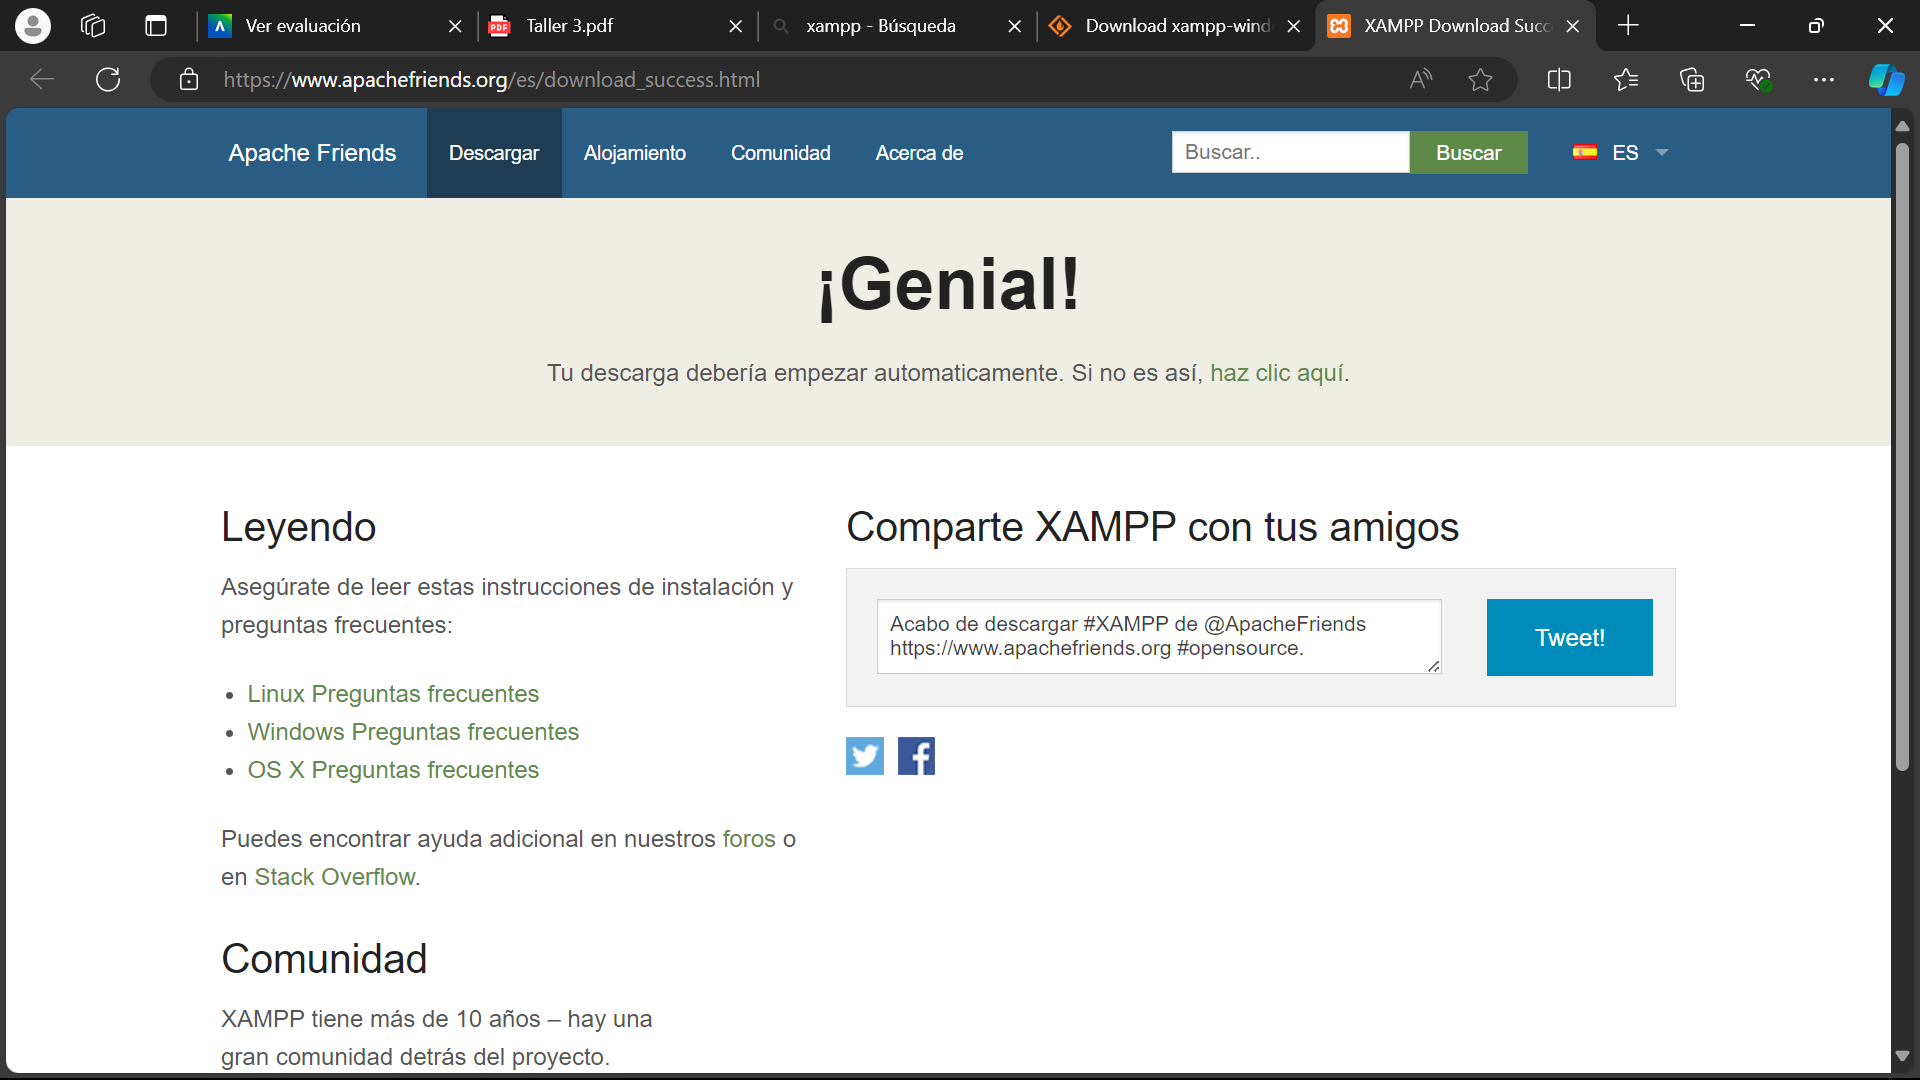 Ver evaluación
Taller 3.pdf
xampp - Búsqueda
Download xampp-wind
XAMPP Download Succ
https://www.apachefriends.org/es/download_success.html
Apache Friends
Descargar
Alojamiento
Comunidad
Acerca de
Buscar..
Buscar
ES
¡Genial!
Tu descarga debería empezar automaticamente. Si no es así, haz clic aquí.
Leyendo
Asegúrate de leer estas instrucciones de instalación y
preguntas frecuentes:
Linux Preguntas frecuentes
Windows Preguntas frecuentes
OS X Preguntas frecuentes
Puedes encontrar ayuda adicional en nuestros foros o
en Stack Overflow.
Comunidad
XAMPP tiene más de 10 años – hay una
gran comunidad detrás del proyecto.
Comparte XAMPP con tus amigos
Acabo de descargar #XAMPP de @ApacheFriends
https://www.apachefriends.org #opensource.
Tweet!